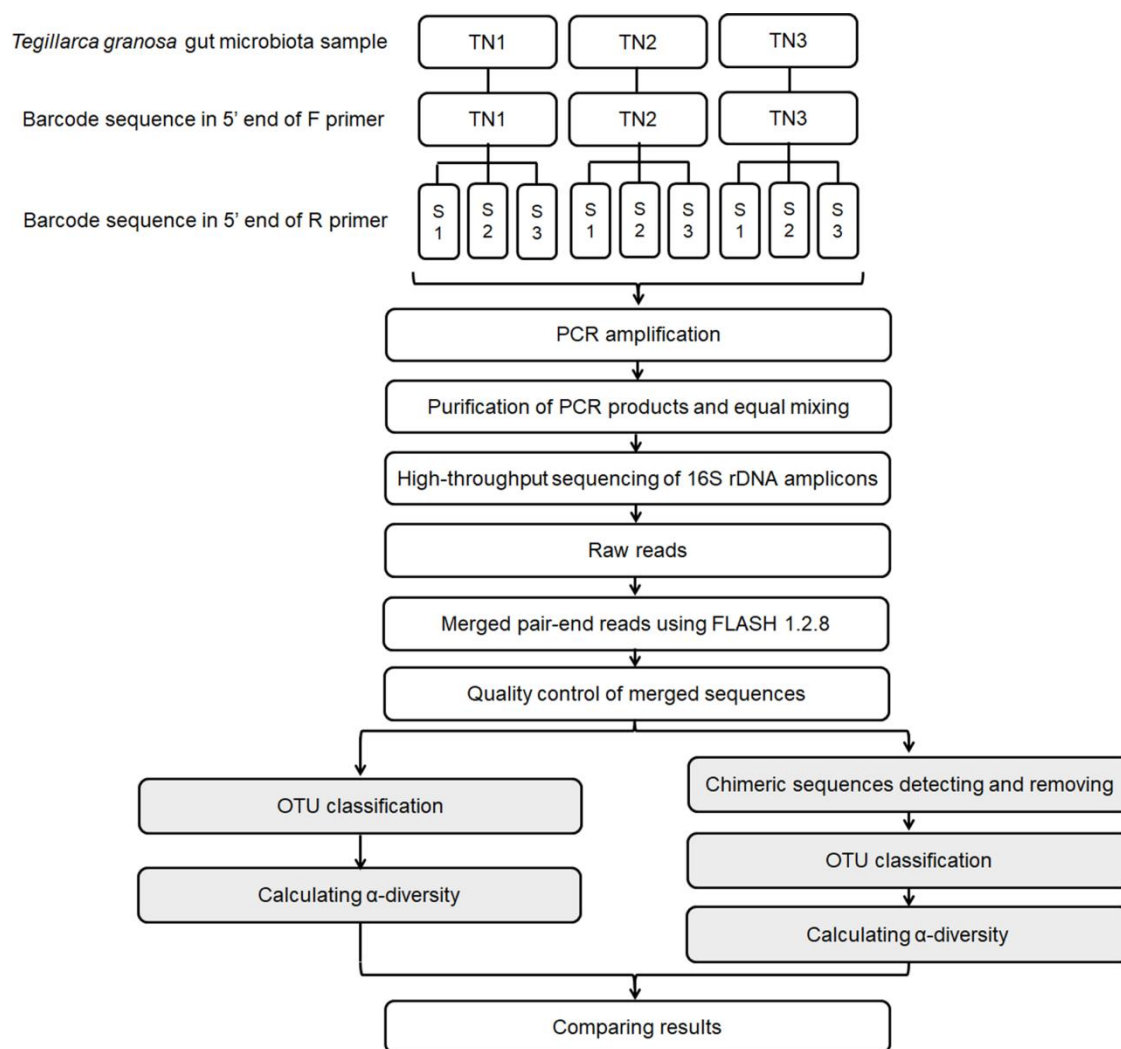 Tegillarca granosa gut microbiota sample
TN1
TN2
TN3
Barcode sequence in 5' end of F primer
TN1
TN2
TN3
Barcode sequence in 5' end of R primer
S
1
S
2
S
3
S
1
S
2
S
3
S
1
S
2
S
3
PCR amplification
Purification of PCR products and equal mixing
High-throughput sequencing of 16S rDNA amplicons
Raw reads
Merged pair-end reads using FLASH 1.2.8
Quality control of merged sequences
OTU classification
Calculating α-diversity
Chimeric sequences detecting and removing
OTU classification
Calculating α-diversity
Comparing results